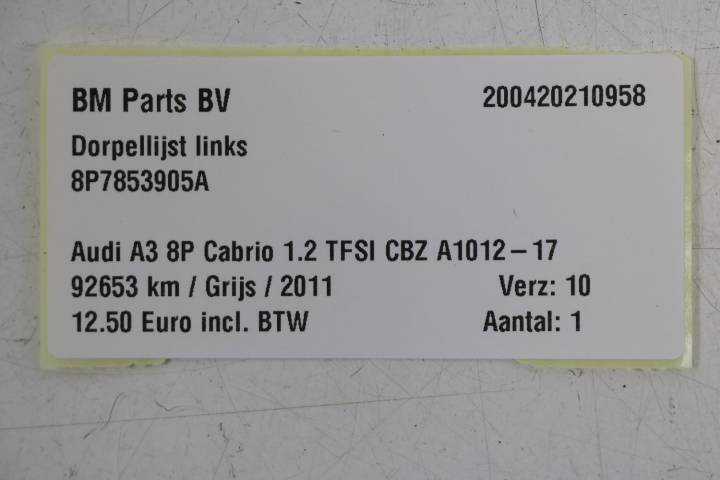 BM Parts BV 200420210958
Dorpellijst links
8P7853905A
Audi A3 8P Cabrio 1.2 TFSI CBZ A1012–17
92653 km / Grijs / 2011 Verz: 10
12.50 Euro incl. BTW Aantal: 1